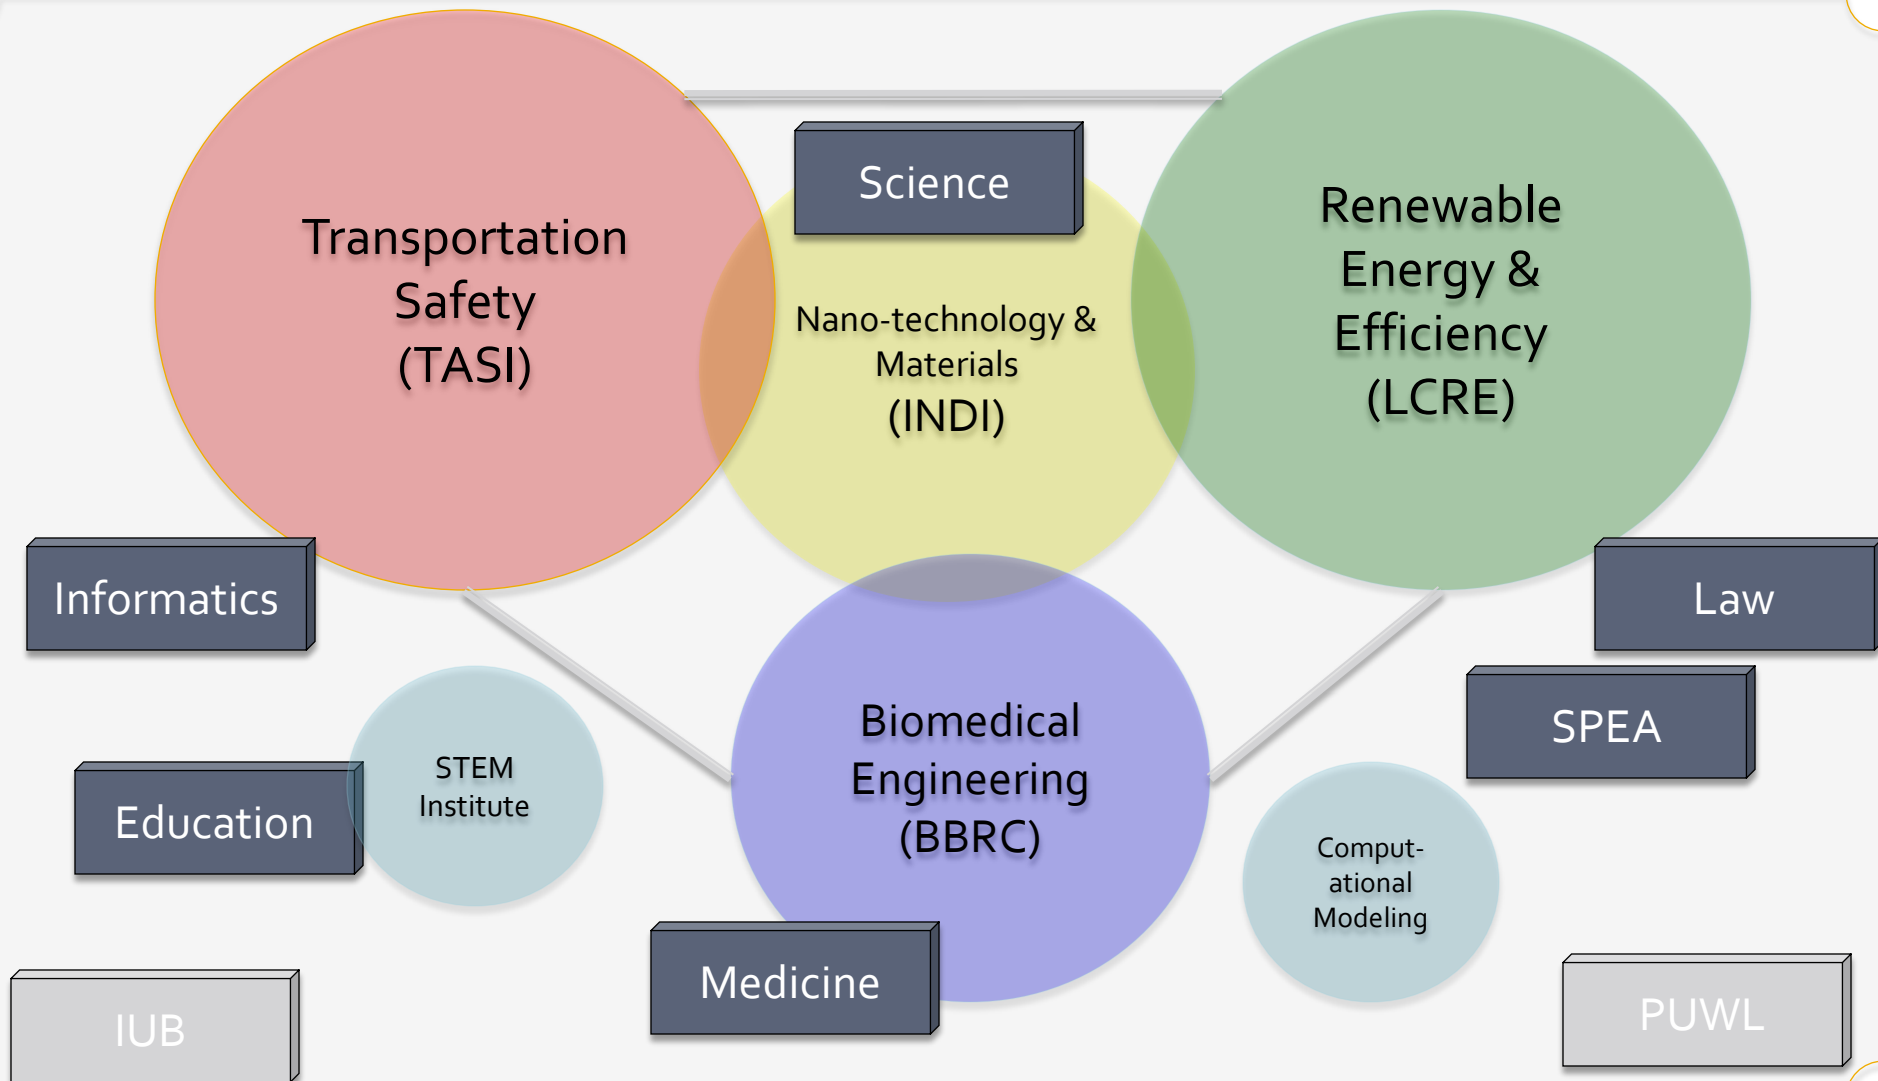 Science
Transportation
Safety
(TASI)
Nano-technology &
Materials
(INDI)
Renewable
Energy &
Efficiency
(LCRE)
Informatics
Law
SPEA
Education
STEM
Institute
Biomedical
Engineering
(BBRC)
Comput-
ational
Modeling
Medicine
IUB
PUWL